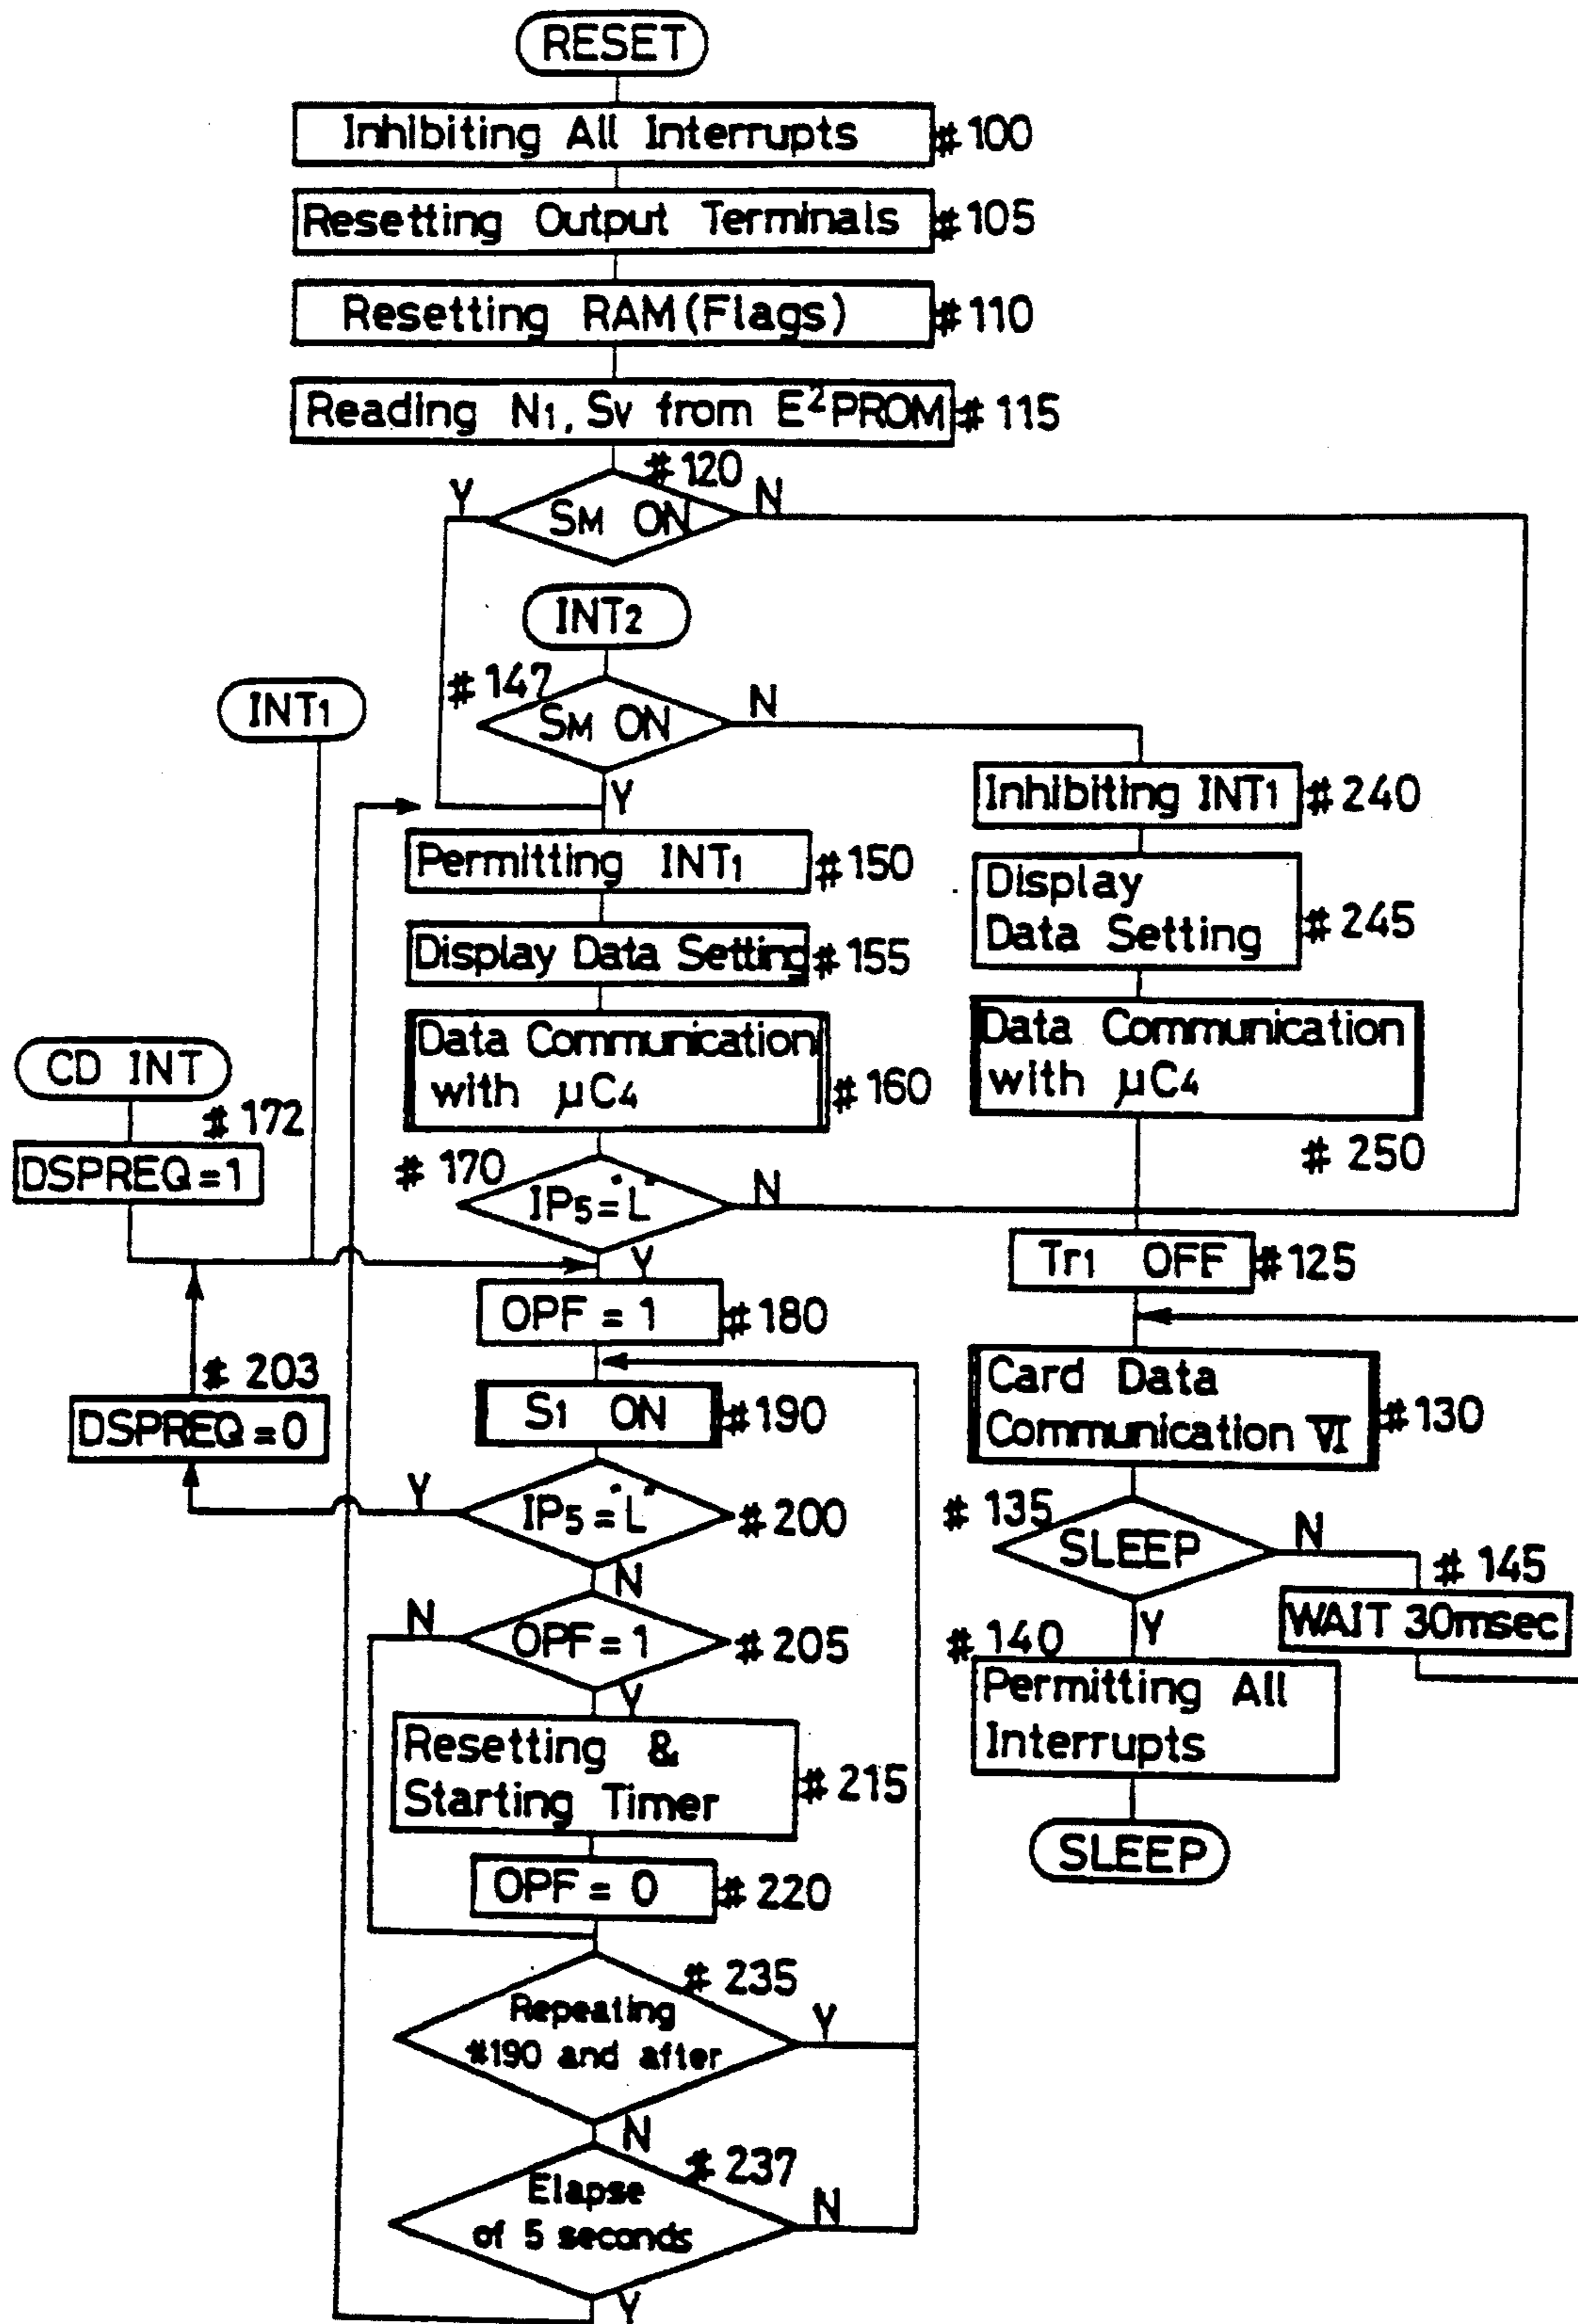 RESET
Inhibiting All Interrupts #100
Resetting Output Terminals #105
Resetting RAM(Flags) #110
Reading N1, Sv from E²PROM #115
#120
Y
SM ON
N
INT2
#147
SM ON
N
Y
INT1
Inhibiting INT1 #240
Permitting INT1 #150
Display
Data Setting #245
Display Data Setting #155
Data Communication
with μC4 #160
Data Communication
with μC4
#250
CD INT
#172
DSPREQ=1
#170
IP5="L"
N
Y
Tr1 OFF #125
OPF = 1 #180
#203
DSPREQ=0
S1 ON #190
Card Data
Communication VI #130
Y
IP5="L" #200
N
#135
SLEEP
N
#145
WAIT 30msec
Y
#140
Permitting All
Interrupts
SLEEP
N
OPF=1 #205
Y
Resetting &
Starting Timer #215
OPF = 0 #220
#235
Repeating
#190 and after
Y
N
#237
Elapse
of 5 seconds
N
Y